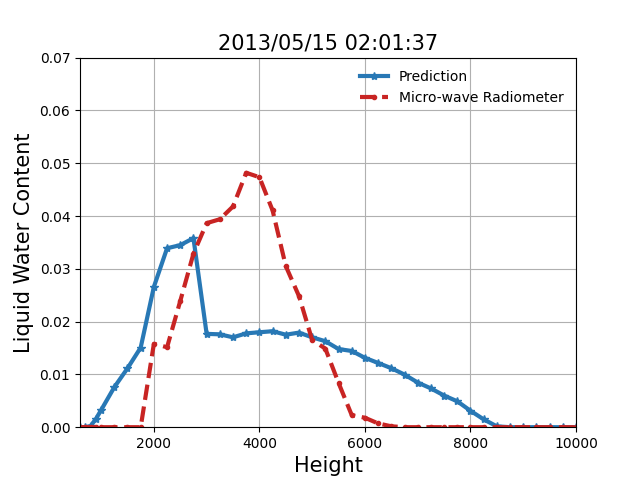 2013/05/15 02:01:37
Prediction
Micro-wave Radiometer
0.07
0.06
0.05
0.04
0.03
0.02
0.01
0.00
Liquid Water Content
2000 4000 6000 8000 10000
Height